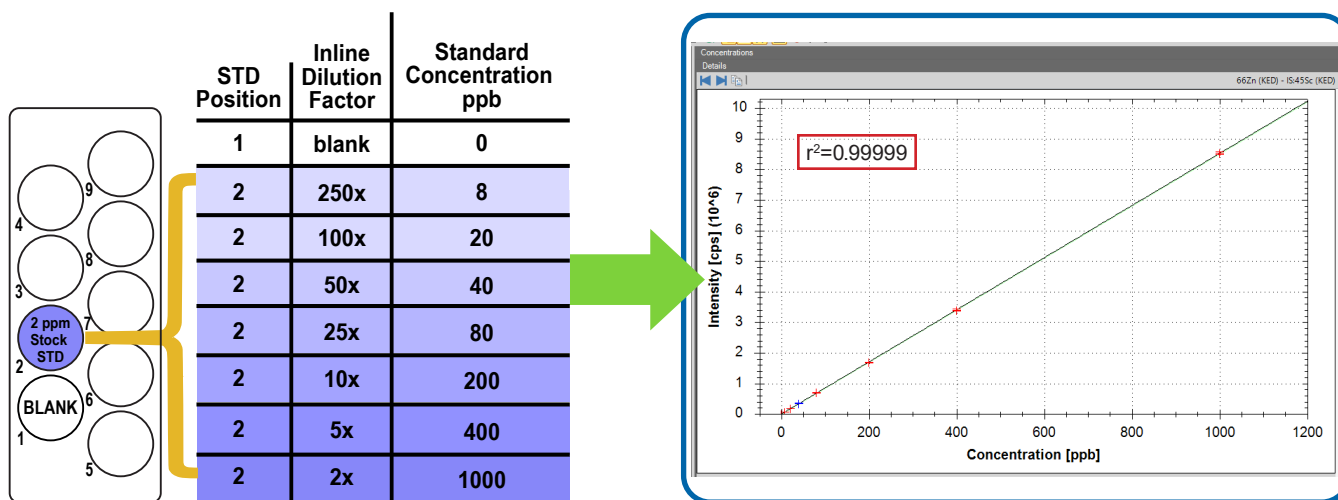 STD
Position
Inline
Dilution
Factor
Standard
Concentration
ppb
1 blank 0
2 250x 8
2 100x 20
2 50x 40
2 25x 80
2 10x 200
2 5x 400
2 2x 1000
9
4
8
3
7
2 ppm
Stock
STD
2
6
BLANK
1
5
Concentrations
Details
66Zn (KED) - IS:45Sc (KED)
r²=0.99999
Intensity [cps] (10^6)
10
9
8
7
6
5
4
3
2
1
0
0 200 400 600 800 1000 1200
Concentration [ppb]